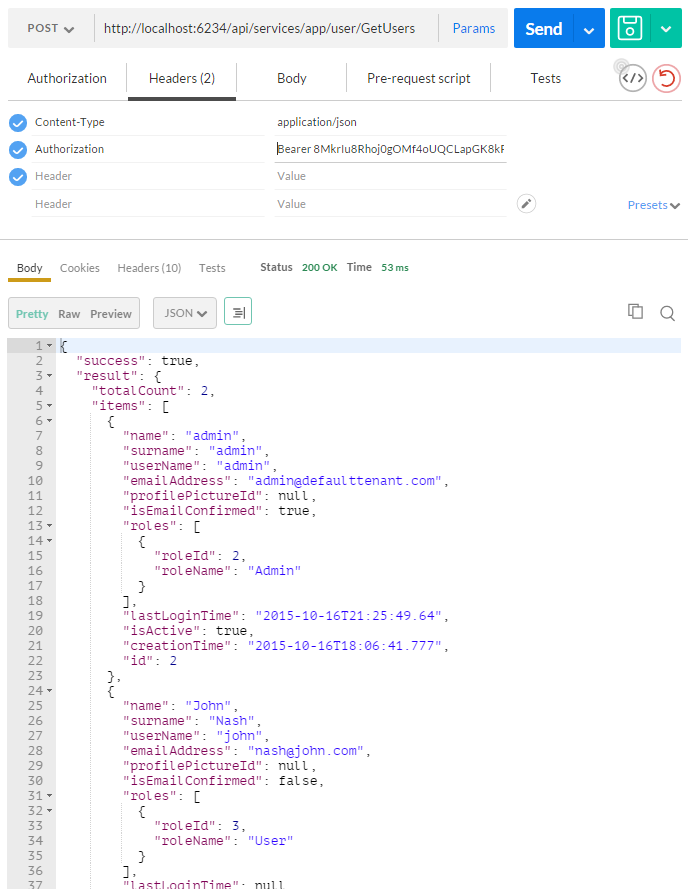 POST http://localhost:6234/api/services/app/user/GetUsers Params Send
Authorization Headers (2) Body Pre-request script Tests </>
Content-Type application/json
Authorization Bearer 8MkrIu8Rhoj0gOMf4oUQCLapGK8kF
Header Value
Header Value Presets
Body Cookies Headers (10) Tests Status 200 OK Time 53 ms
Pretty Raw Preview JSON
1 {
2 "success": true,
3 "result": {
4 "totalCount": 2,
5 "items": [
6 {
7 "name": "admin",
8 "surname": "admin",
9 "userName": "admin",
10 "emailAddress": "admin@defaulttenant.com",
11 "profilePictureId": null,
12 "isEmailConfirmed": true,
13 "roles": [
14 {
15 "roleId": 2,
16 "roleName": "Admin"
17 }
18 ],
19 "lastLoginTime": "2015-10-16T21:25:49.64",
20 "isActive": true,
21 "creationTime": "2015-10-16T18:06:41.777",
22 "id": 2
23 },
24 {
25 "name": "John",
26 "surname": "Nash",
27 "userName": "john",
28 "emailAddress": "nash@john.com",
29 "profilePictureId": null,
30 "isEmailConfirmed": false,
31 "roles": [
32 {
33 "roleId": 3,
34 "roleName": "User"
35 }
36 ],
37 "lastLoginTime": null